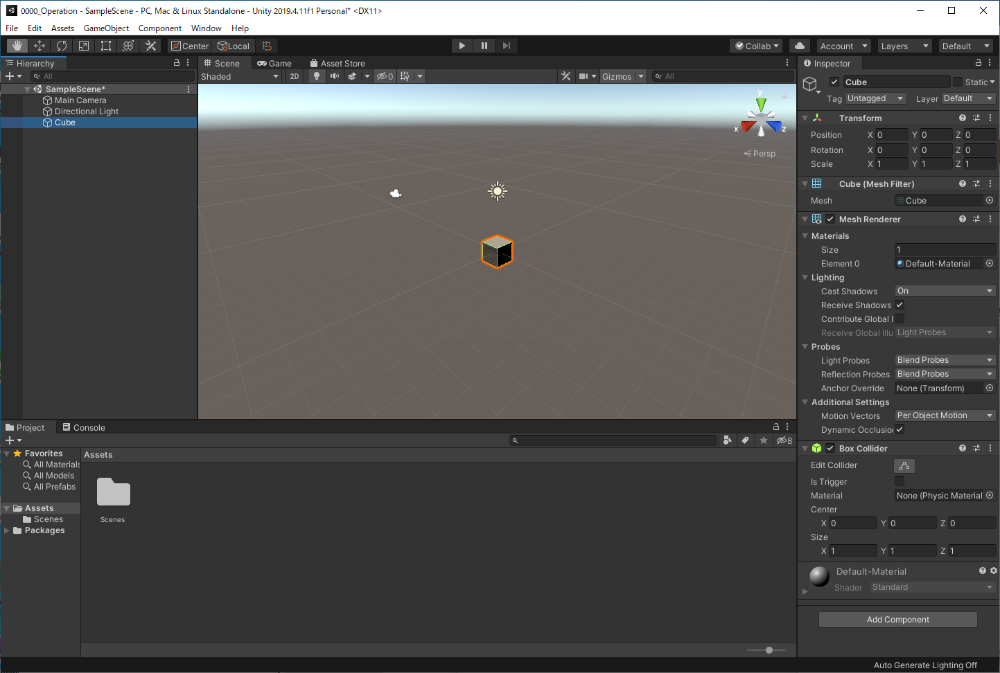 0000_Operation - SampleScene - PC, Mac & Linux Standalone - Unity 2019.4.11f1 Personal* <DX11>
File Edit Assets GameObject Component Window Help
Center Local Collab Account Layers Default
Hierarchy
All
SampleScene*
Main Camera
Directional Light
Cube
Scene Game Asset Store
Shaded 2D 0 Gizmos All
y
x z
Persp
Inspector
Cube Static
Tag Untagged Layer Default
Transform
Position X 0 Y 0 Z 0
Rotation X 0 Y 0 Z 0
Scale X 1 Y 1 Z 1
Cube (Mesh Filter)
Mesh Cube
Mesh Renderer
Materials
Size 1
Element 0 Default-Material
Lighting
Cast Shadows On
Receive Shadows
Contribute Global I
Receive Global Illu Light Probes
Probes
Light Probes Blend Probes
Reflection Probes Blend Probes
Anchor Override None (Transform)
Additional Settings
Motion Vectors Per Object Motion
Dynamic Occlusion
Box Collider
Edit Collider
Is Trigger
Material None (Physic Material
Center
X 0 Y 0 Z 0
Size
X 1 Y 1 Z 1
Default-Material
Shader Standard
Add Component
Project Console
8
Favorites
All Materials
All Models
All Prefabs
Assets
Scenes
Packages
Assets
Scenes
Auto Generate Lighting Off